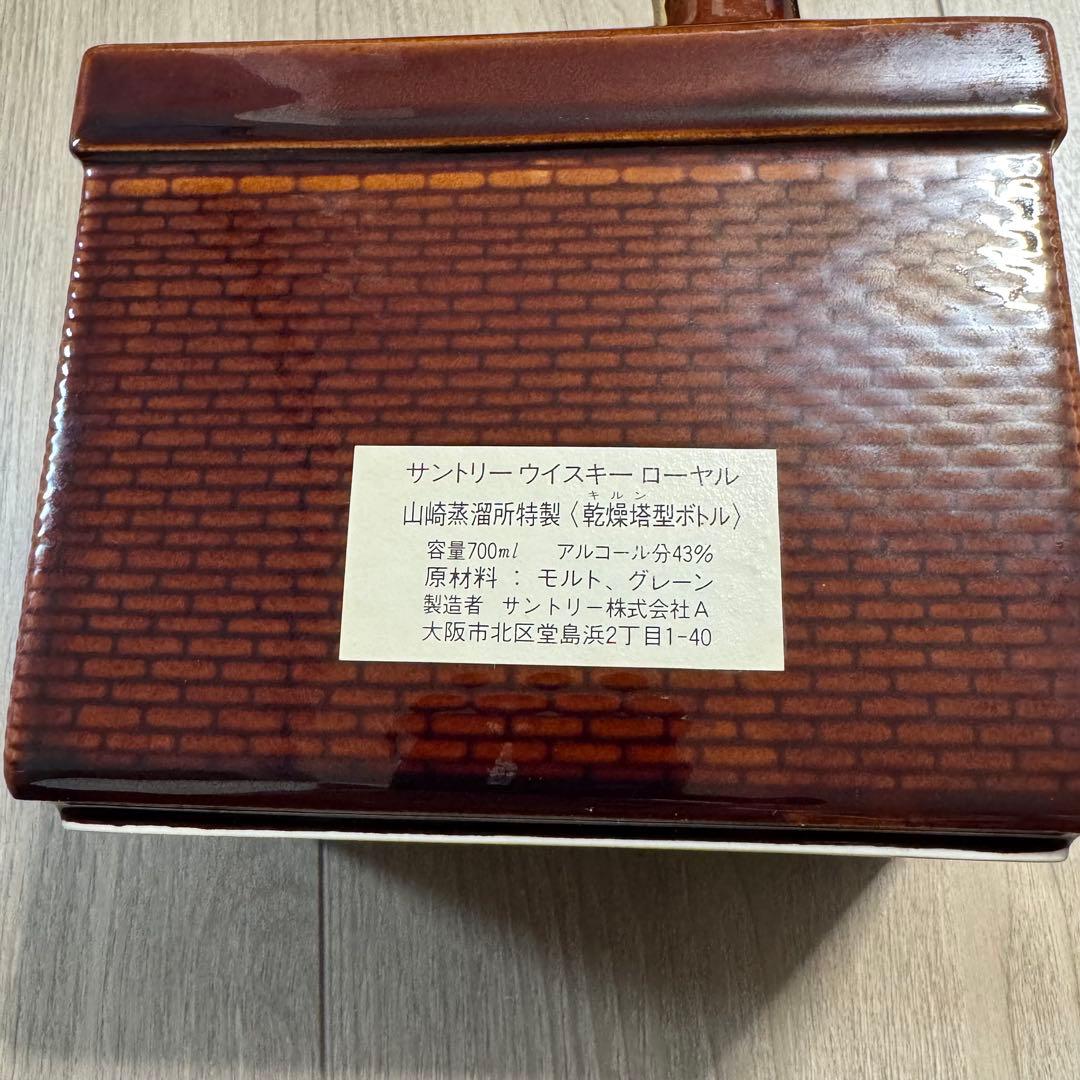 サントリー ウイスキー ローヤル
キルン
山崎蒸溜所特製〈乾燥塔型ボトル〉
容量700ml アルコール分43%
原材料 : モルト、グレーン
製造者 サントリー株式会社A
大阪市北区堂島浜2丁目1-40